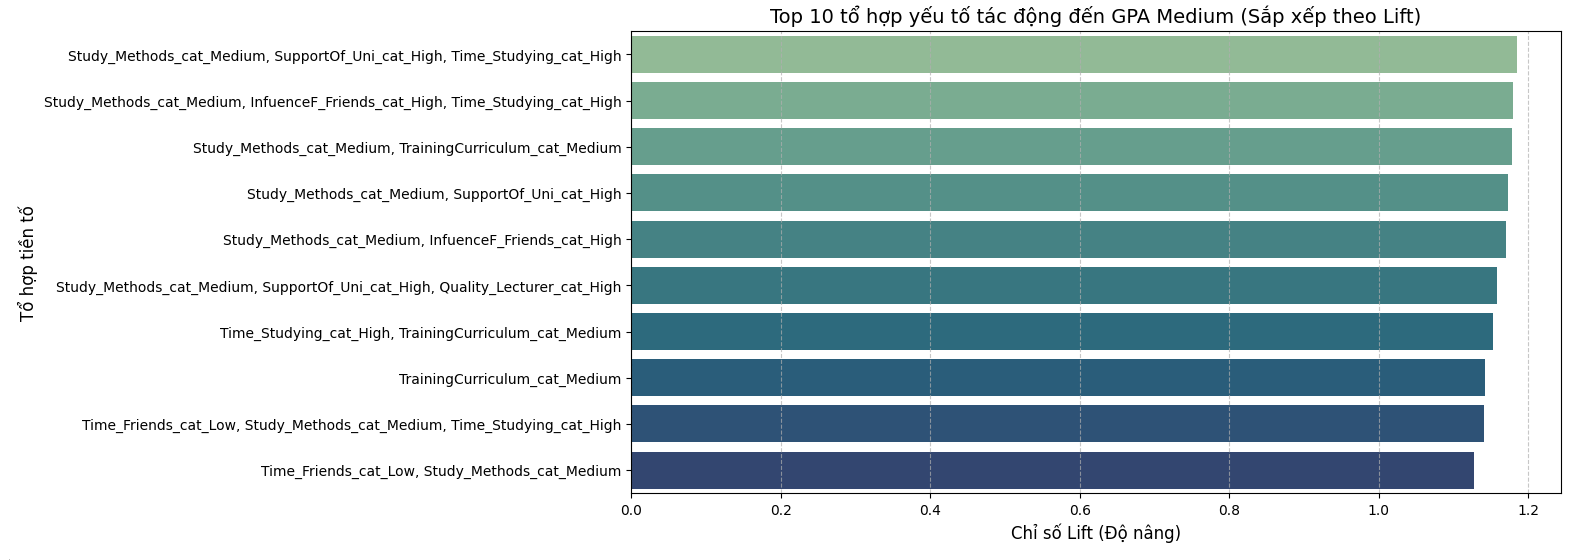 Top 10 tổ hợp yếu tố tác động đến GPA Medium (Sắp xếp theo Lift)
Tổ hợp tiền tố
Study_Methods_cat_Medium, SupportOf_Uni_cat_High, Time_Studying_cat_High
Study_Methods_cat_Medium, InfuenceF_Friends_cat_High, Time_Studying_cat_High
Study_Methods_cat_Medium, TrainingCurriculum_cat_Medium
Study_Methods_cat_Medium, SupportOf_Uni_cat_High
Study_Methods_cat_Medium, InfuenceF_Friends_cat_High
Study_Methods_cat_Medium, SupportOf_Uni_cat_High, Quality_Lecturer_cat_High
Time_Studying_cat_High, TrainingCurriculum_cat_Medium
TrainingCurriculum_cat_Medium
Time_Friends_cat_Low, Study_Methods_cat_Medium, Time_Studying_cat_High
Time_Friends_cat_Low, Study_Methods_cat_Medium
0.0 0.2 0.4 0.6 0.8 1.0 1.2
Chỉ số Lift (Độ nâng)